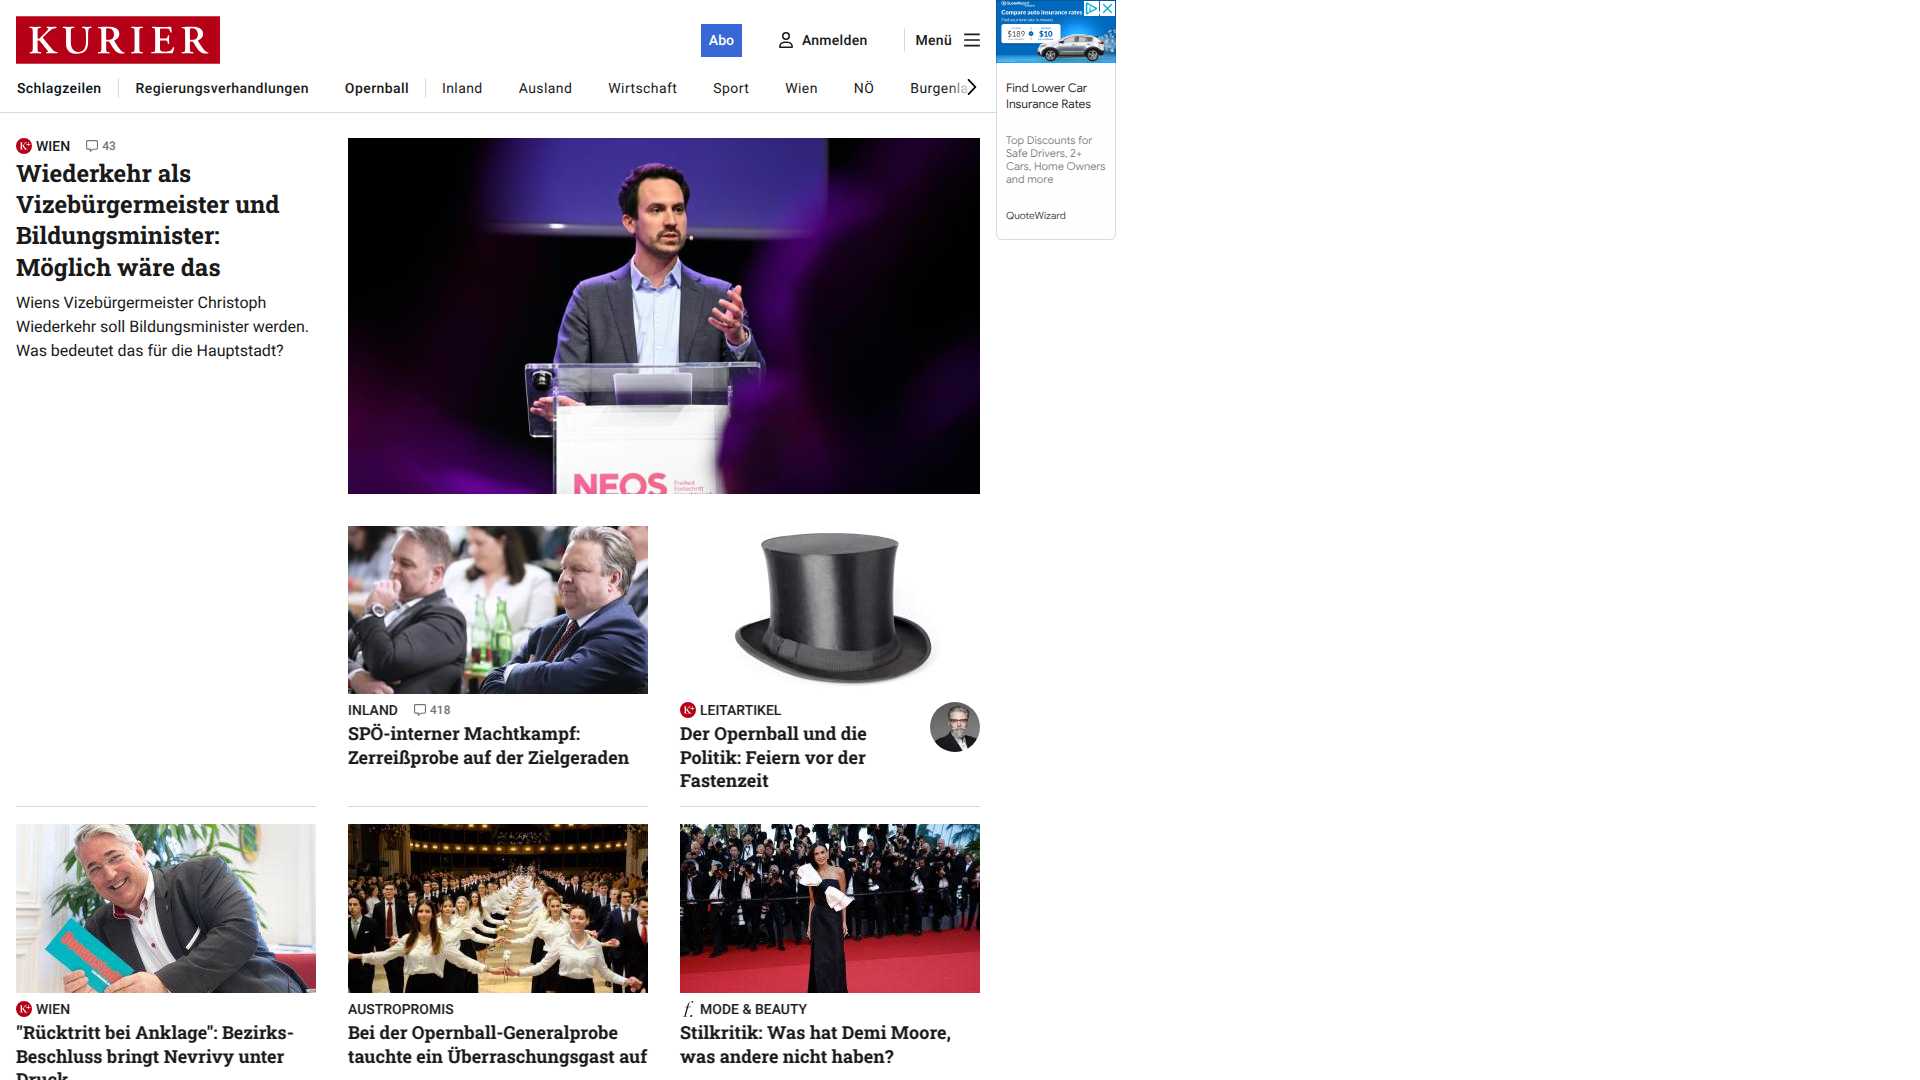 KURIER
Abo
Anmelden
Menü
Schlagzeilen
Regierungsverhandlungen
Opernball
Inland
Ausland
Wirtschaft
Sport
Wien
NÖ
Burgenla
Compare auto insurance rates
$189
$10
Find Lower Car
Insurance Rates
Top Discounts for
Safe Drivers, 2+
Cars, Home Owners
and more
QuoteWizard
K+ WIEN 43
Wiederkehr als
Vizebürgermeister und
Bildungsminister:
Möglich wäre das
Wiens Vizebürgermeister Christoph
Wiederkehr soll Bildungsminister werden.
Was bedeutet das für die Hauptstadt?
NEOS
INLAND 418
SPÖ-interner Machtkampf:
Zerreißprobe auf der Zielgeraden
K+ LEITARTIKEL
Der Opernball und die
Politik: Feiern vor der
Fastenzeit
K+ WIEN
"Rücktritt bei Anklage": Bezirks-
Beschluss bringt Nevrivy unter
Druck
AUSTROPROMIS
Bei der Opernball-Generalprobe
tauchte ein Überraschungsgast auf
f. MODE & BEAUTY
Stilkritik: Was hat Demi Moore,
was andere nicht haben?